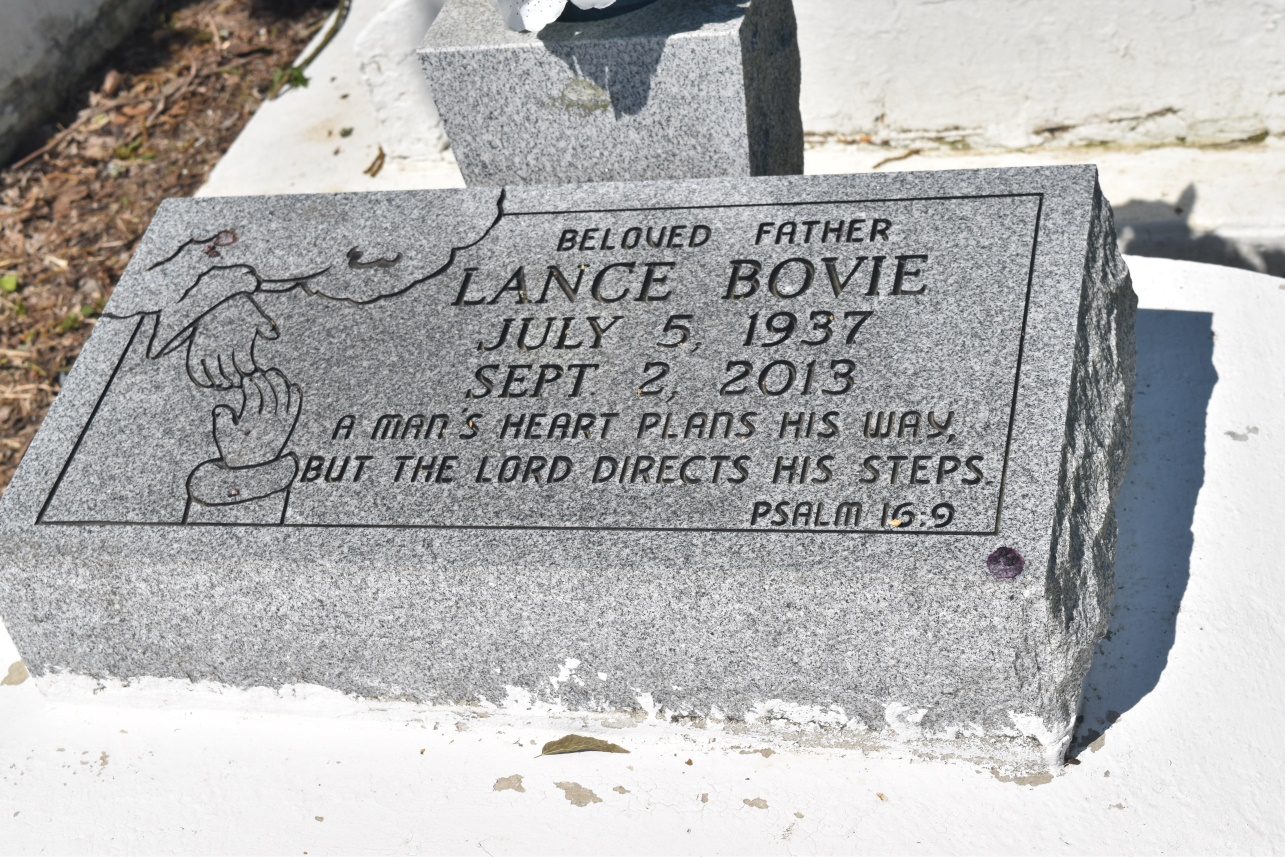 BELOVED FATHER
LANCE BOVIE
JULY 5, 1937
SEPT. 2, 2013
A MAN'S HEART PLANS HIS WAY,
BUT THE LORD DIRECTS HIS STEPS.
PSALM 16:9